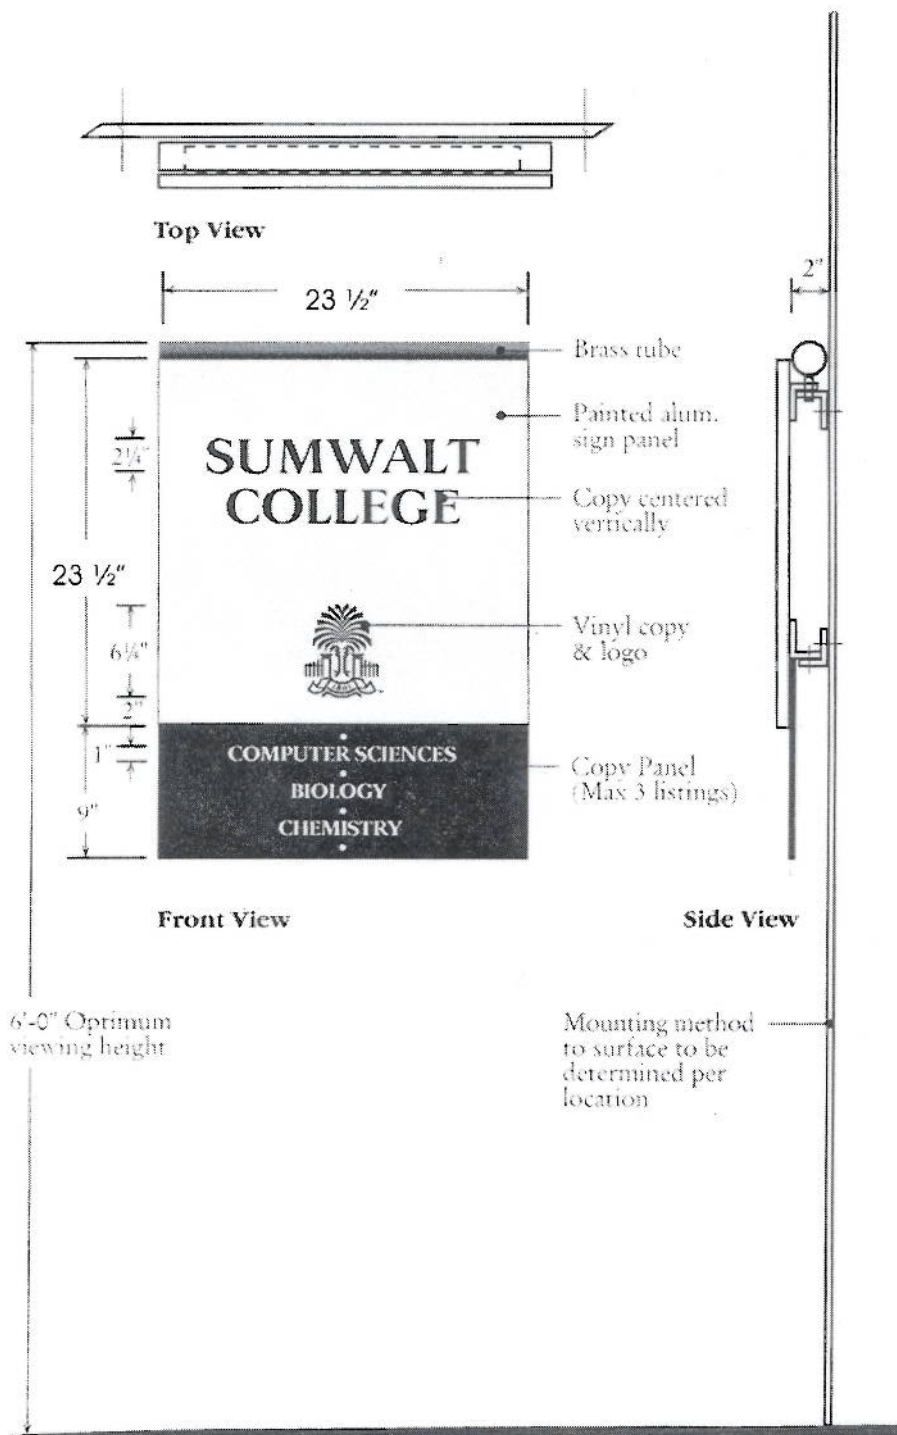 Top View
23 ½"
2"
Brass tube
Painted alum.
sign panel
2¼"
SUMWALT
COLLEGE
Copy centered
vertically
23 ½"
6¼"
Vinyl copy
& logo
2"
1"
9"
COMPUTER SCIENCES
BIOLOGY
CHEMISTRY
Copy Panel
(Max 3 listings)
Front View
Side View
6'-0" Optimum
viewing height
Mounting method
to surface to be
determined per
location